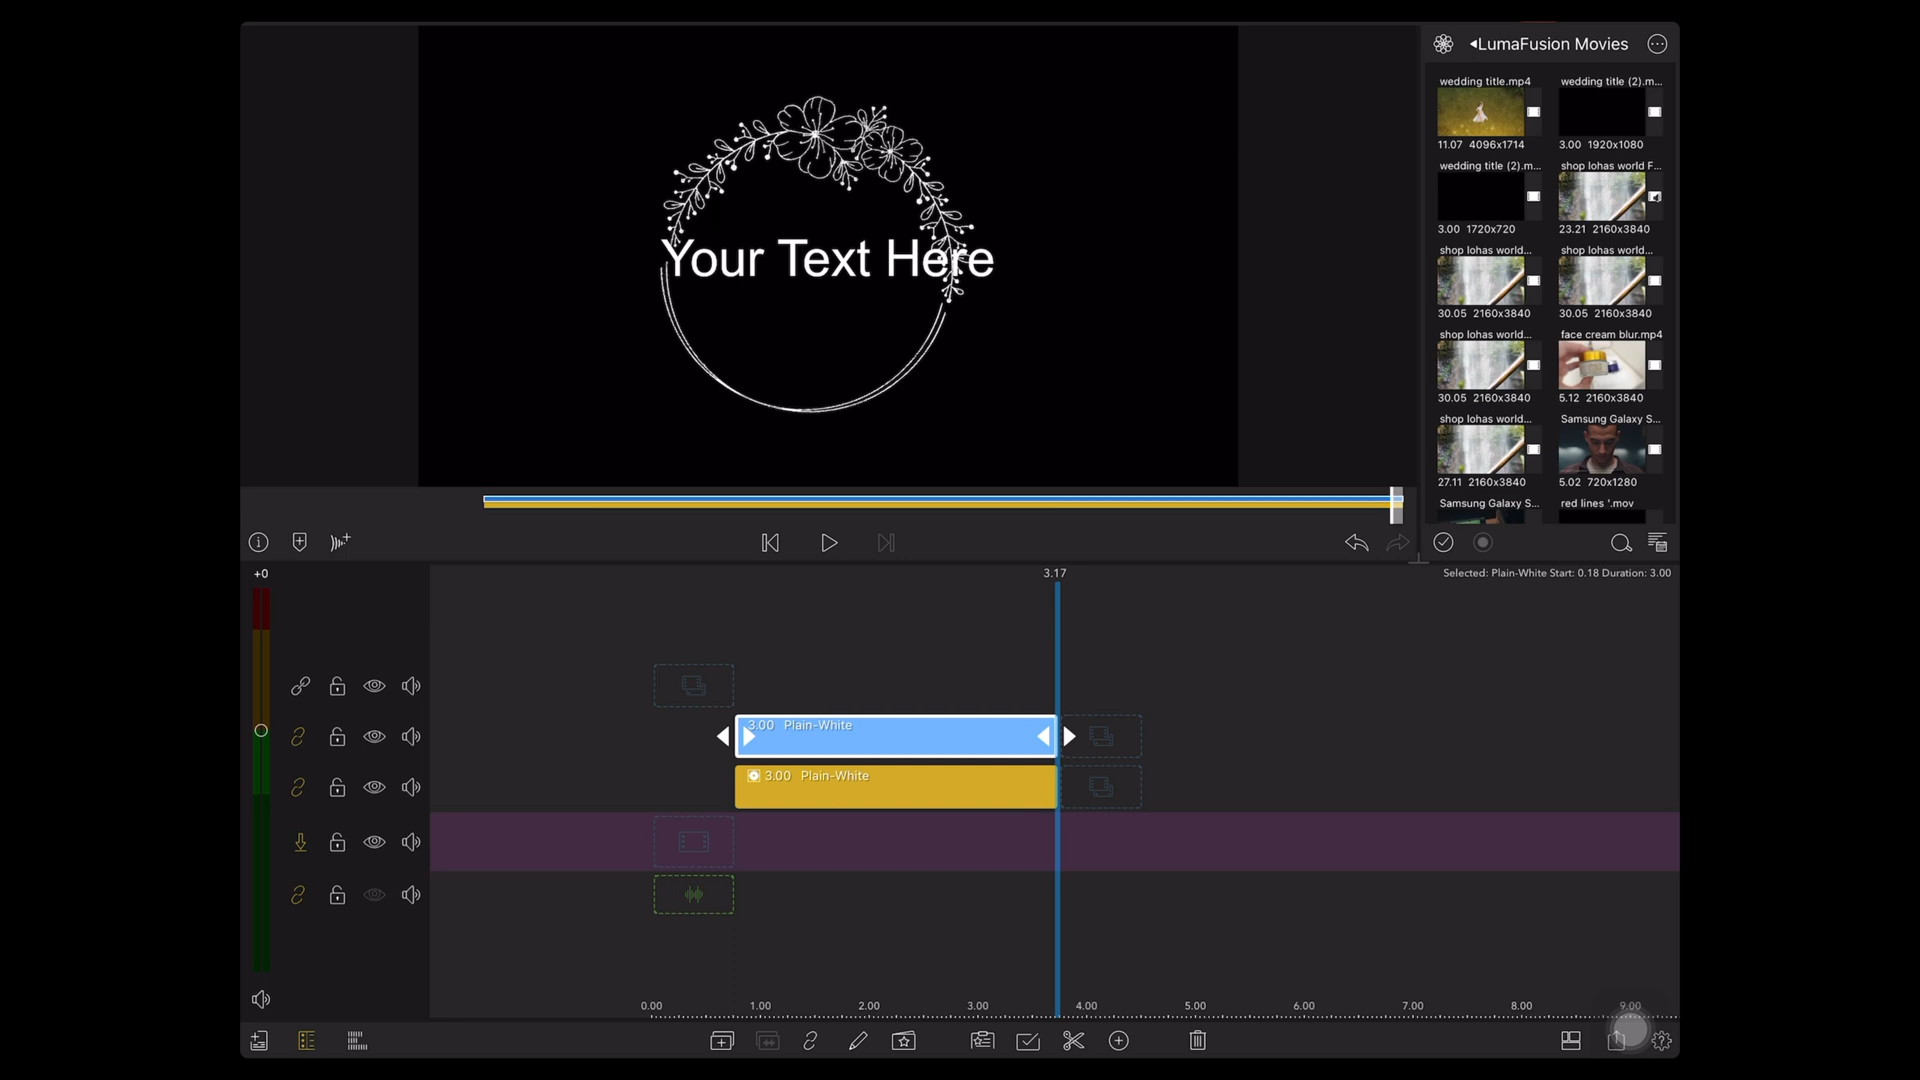 LumaFusion Movies
wedding title.mp4
wedding title (2).m...
11.07 4096x1714
3.00 1920x1080
wedding title (2).m...
shop lohas world F...
3.00 1720x720
23.21 2160x3840
shop lohas world...
shop lohas world...
30.05 2160x3840
30.05 2160x3840
shop lohas world...
face cream blur.mp4
30.05 2160x3840
5.12 2160x3840
shop lohas world...
Samsung Galaxy S...
27.11 2160x3840
5.02 720x1280
Samsung Galaxy S...
red lines '.mov
Your Text Here
+0
3.17
Selected: Plain-White Start: 0.18 Duration: 3.00
3.00 Plain-White
3.00 Plain-White
0.00 1.00 2.00 3.00 4.00 5.00 6.00 7.00 8.00 9.00